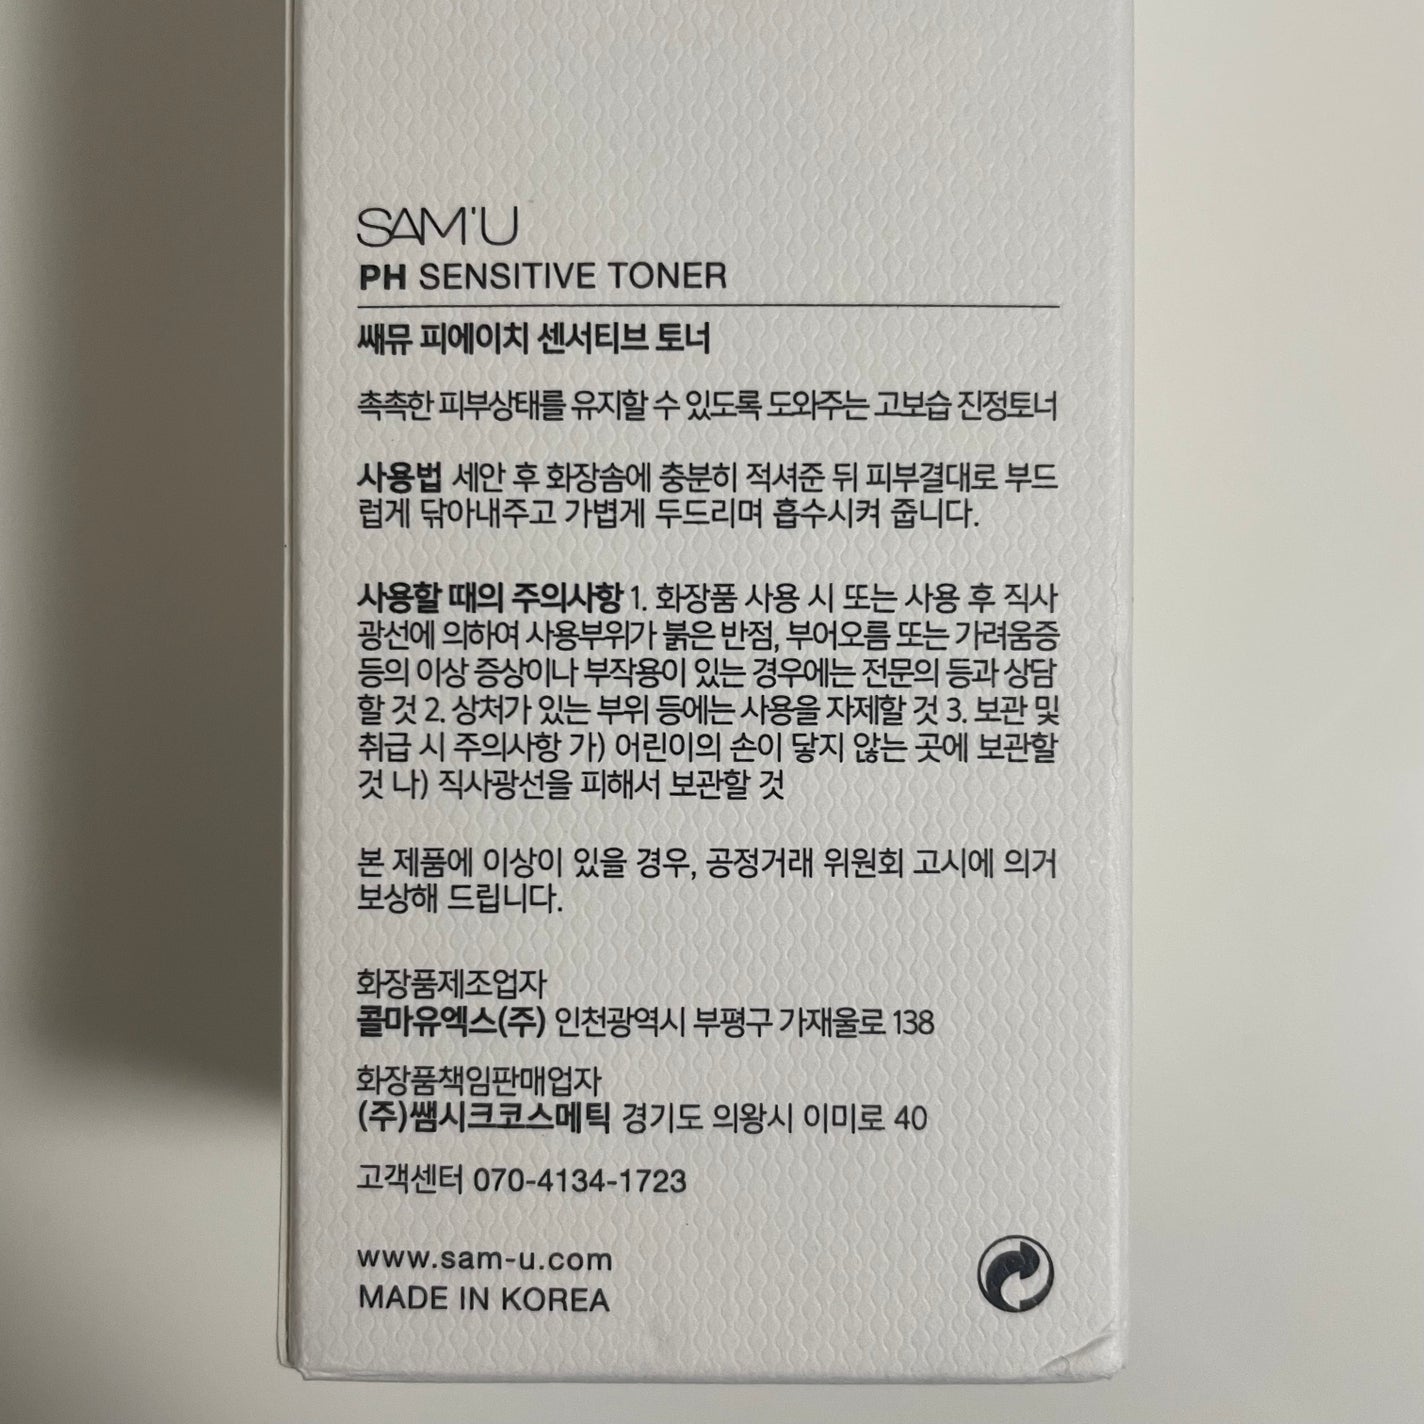 SAM'U
PH SENSITIVE TONER
쌔뮤 피에이치 센서티브 토너
촉촉한 피부상태를 유지할 수 있도록 도와주는 고보습 진정토너
사용법 세안 후 화장솜에 충분히 적셔준 뒤 피부결대로 부드
럽게 닦아내주고 가볍게 두드리며 흡수시켜 줍니다.
사용할 때의 주의사항 1. 화장품 사용 시 또는 사용 후 직사
광선에 의하여 사용부위가 붉은 반점, 부어오름 또는 가려움증
등의 이상 증상이나 부작용이 있는 경우에는 전문의 등과 상담
할 것 2. 상처가 있는 부위 등에는 사용을 자제할 것 3. 보관 및
취급 시 주의사항 가) 어린이의 손이 닿지 않는 곳에 보관할
것 나) 직사광선을 피해서 보관할 것
본 제품에 이상이 있을 경우, 공정거래 위원회 고시에 의거
보상해 드립니다.
화장품제조업자
콜마유엑스(주) 인천광역시 부평구 가재울로 138
화장품책임판매업자
(주)쌤시크코스메틱 경기도 의왕시 이미로 40
고객센터 070-4134-1723
www.sam-u.com
MADE IN KOREA